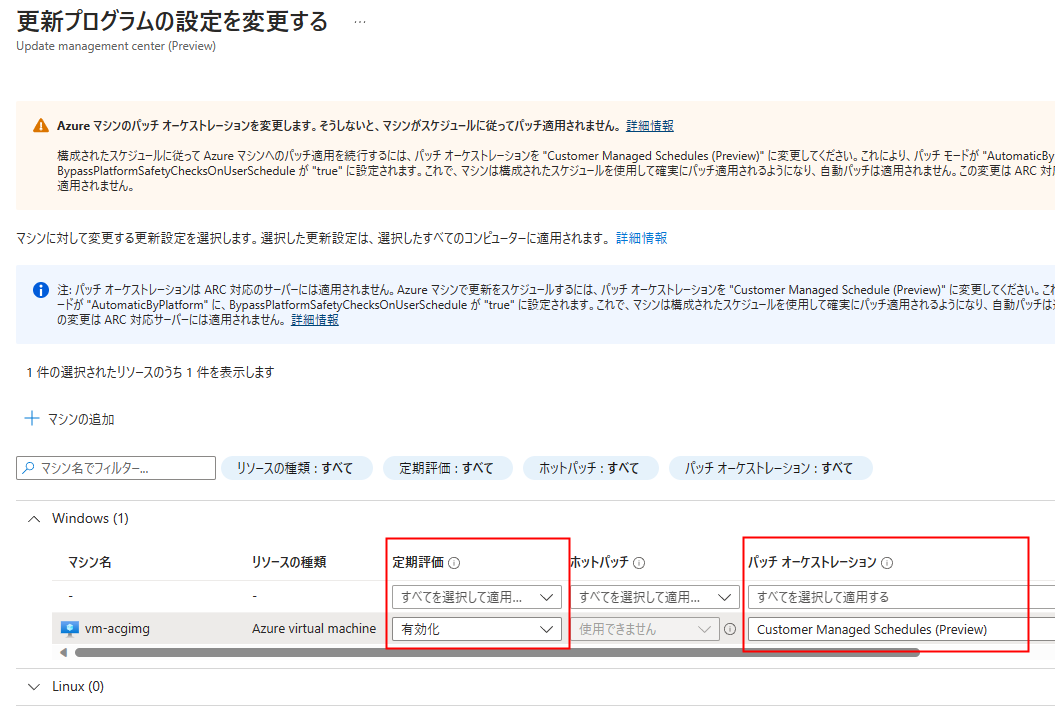 更新プログラムの設定を変更する ...
Update management center (Preview)
Azure マシンのパッチ オーケストレーションを変更します。そうしないと、マシンがスケジュールに従ってパッチ適用されません。 詳細情報
構成されたスケジュールに従って Azure マシンへのパッチ適用を続行するには、パッチ オーケストレーションを "Customer Managed Schedules (Preview)" に変更してください。これにより、パッチ モードが "AutomaticBy
BypassPlatformSafetyChecksOnUserSchedule が "true" に設定されます。これで、マシンは構成されたスケジュールを使用して確実にパッチ適用されるようになり、自動パッチは適用されません。この変更は ARC 対
適用されません。
マシンに対して変更する更新設定を選択します。選択した更新設定は、選択したすべてのコンピューターに適用されます。 詳細情報
注: パッチ オーケストレーションは ARC 対応のサーバーには適用されません。Azure マシンで更新をスケジュールするには、パッチ オーケストレーションを "Customer Managed Schedule (Preview)" に変更してください。これ
ードが "AutomaticByPlatform" に、BypassPlatformSafetyChecksOnUserSchedule が "true" に設定されます。これで、マシンは構成されたスケジュールを使用して確実にパッチ適用されるようになり、自動パッチは
の変更は ARC 対応サーバーには適用されません。 詳細情報
1 件の選択されたリソースのうち 1 件を表示します
マシンの追加
マシン名でフィルター... リソースの種類 : すべて 定期評価 : すべて ホットパッチ : すべて パッチ オーケストレーション : すべて
Windows (1)
マシン名 リソースの種類 定期評価 ホットパッチ パッチ オーケストレーション
- - すべてを選択して適用... すべてを選択して適用... すべてを選択して適用する
vm-acgimg Azure virtual machine 有効化 使用できません Customer Managed Schedules (Preview)
Linux (0)